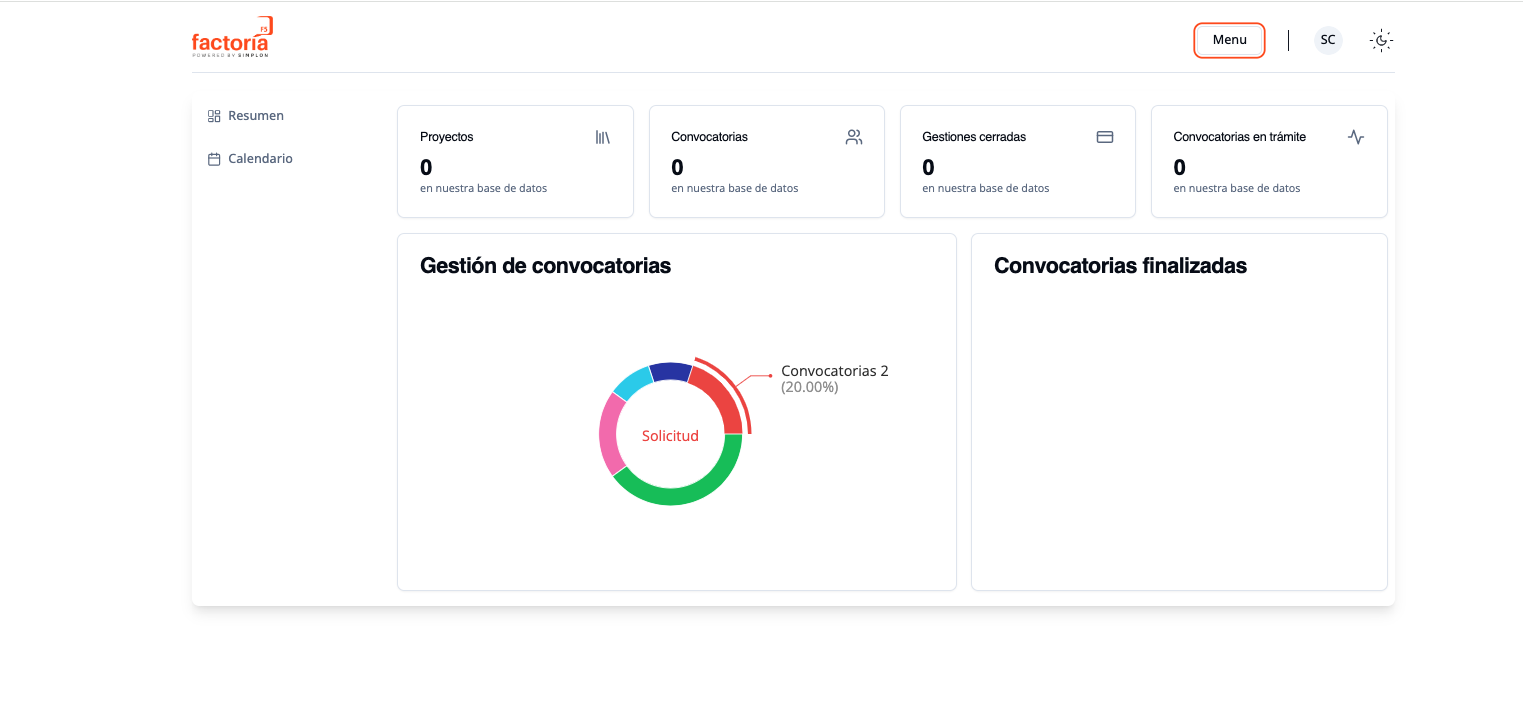 F5
factoría
POWERED BY SIMPLON
Menu
SC
Resumen
Calendario
Proyectos
0
en nuestra base de datos
Convocatorias
0
en nuestra base de datos
Gestiones cerradas
0
en nuestra base de datos
Convocatorias en trámite
0
en nuestra base de datos
Gestión de convocatorias
Convocatorias 2
(20.00%)
Solicitud
Convocatorias finalizadas